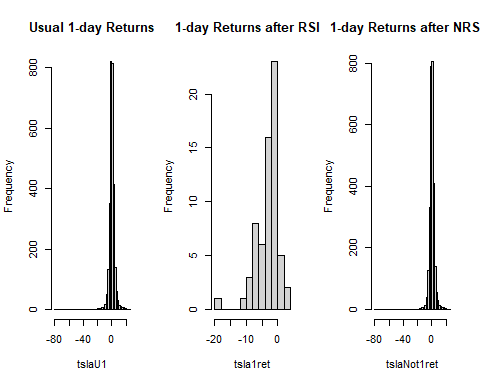 Usual 1-day Returns
Frequency
800
600
400
200
0
-80
-40
0
tslaU1
1-day Returns after RSI
Frequency
20
15
10
5
0
-20
-10
0
tsla1ret
1-day Returns after NRS
Frequency
800
600
400
200
0
-80
-40
0
tslaNot1ret